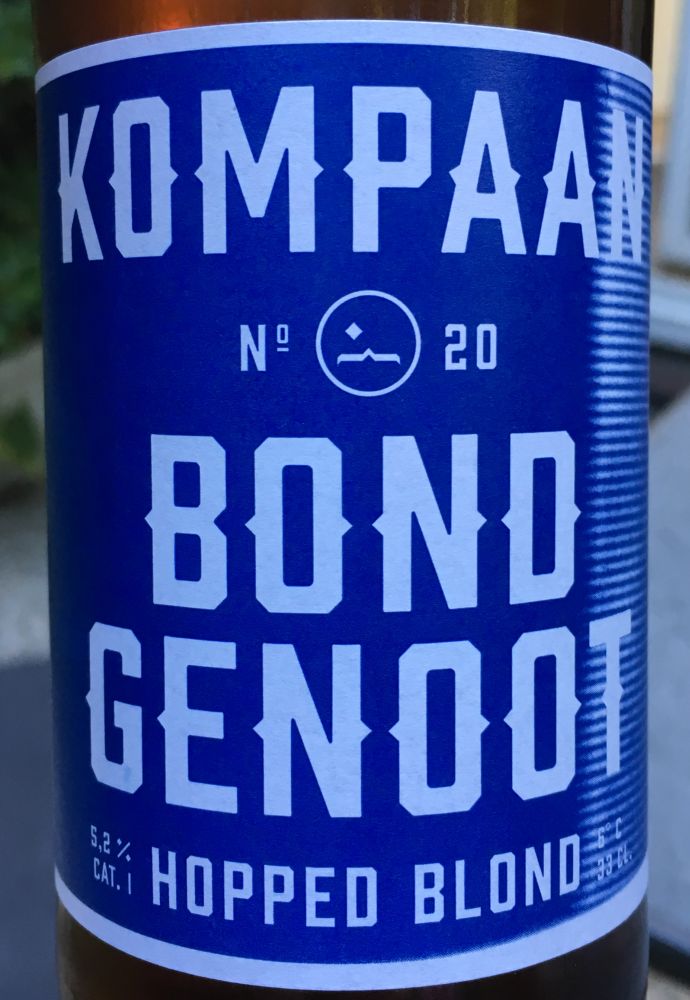 KOMPAAN
Nº 20
BOND
GENOOT
5,2 % HOPPED BLOND 6° C
CAT. I 33 CL.